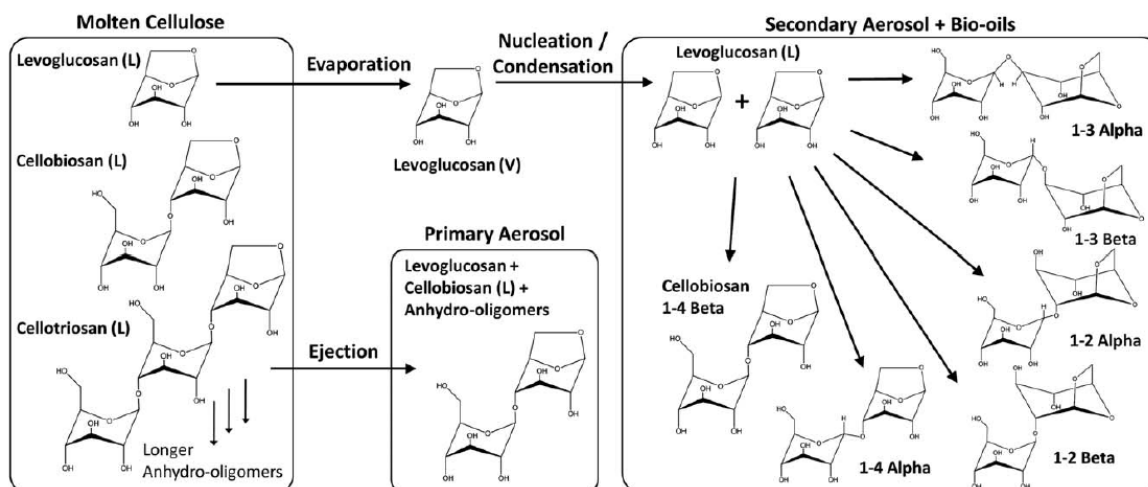 Molten Cellulose
Levoglucosan (L)
Cellobiosan (L)
Cellotriosan (L)
Longer
Anhydro-oligomers
Evaporation
Levoglucosan (V)
Nucleation /
Condensation
Ejection
Primary Aerosol
Levoglucosan +
Cellobiosan (L) +
Anhydro-oligomers
Secondary Aerosol + Bio-oils
Levoglucosan (L)
+
1-3 Alpha
1-3 Beta
1-2 Alpha
1-2 Beta
1-4 Alpha
Cellobiosan
1-4 Beta